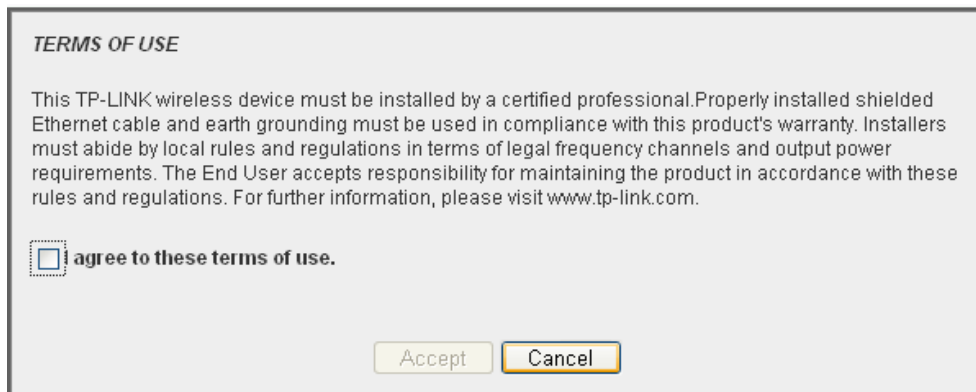 TERMS OF USE
This TP-LINK wireless device must be installed by a certified professional.Properly installed shielded
Ethernet cable and earth grounding must be used in compliance with this product's warranty. Installers
must abide by local rules and regulations in terms of legal frequency channels and output power
requirements. The End User accepts responsibility for maintaining the product in accordance with these
rules and regulations. For further information, please visit www.tp-link.com.
I agree to these terms of use.
Accept
Cancel